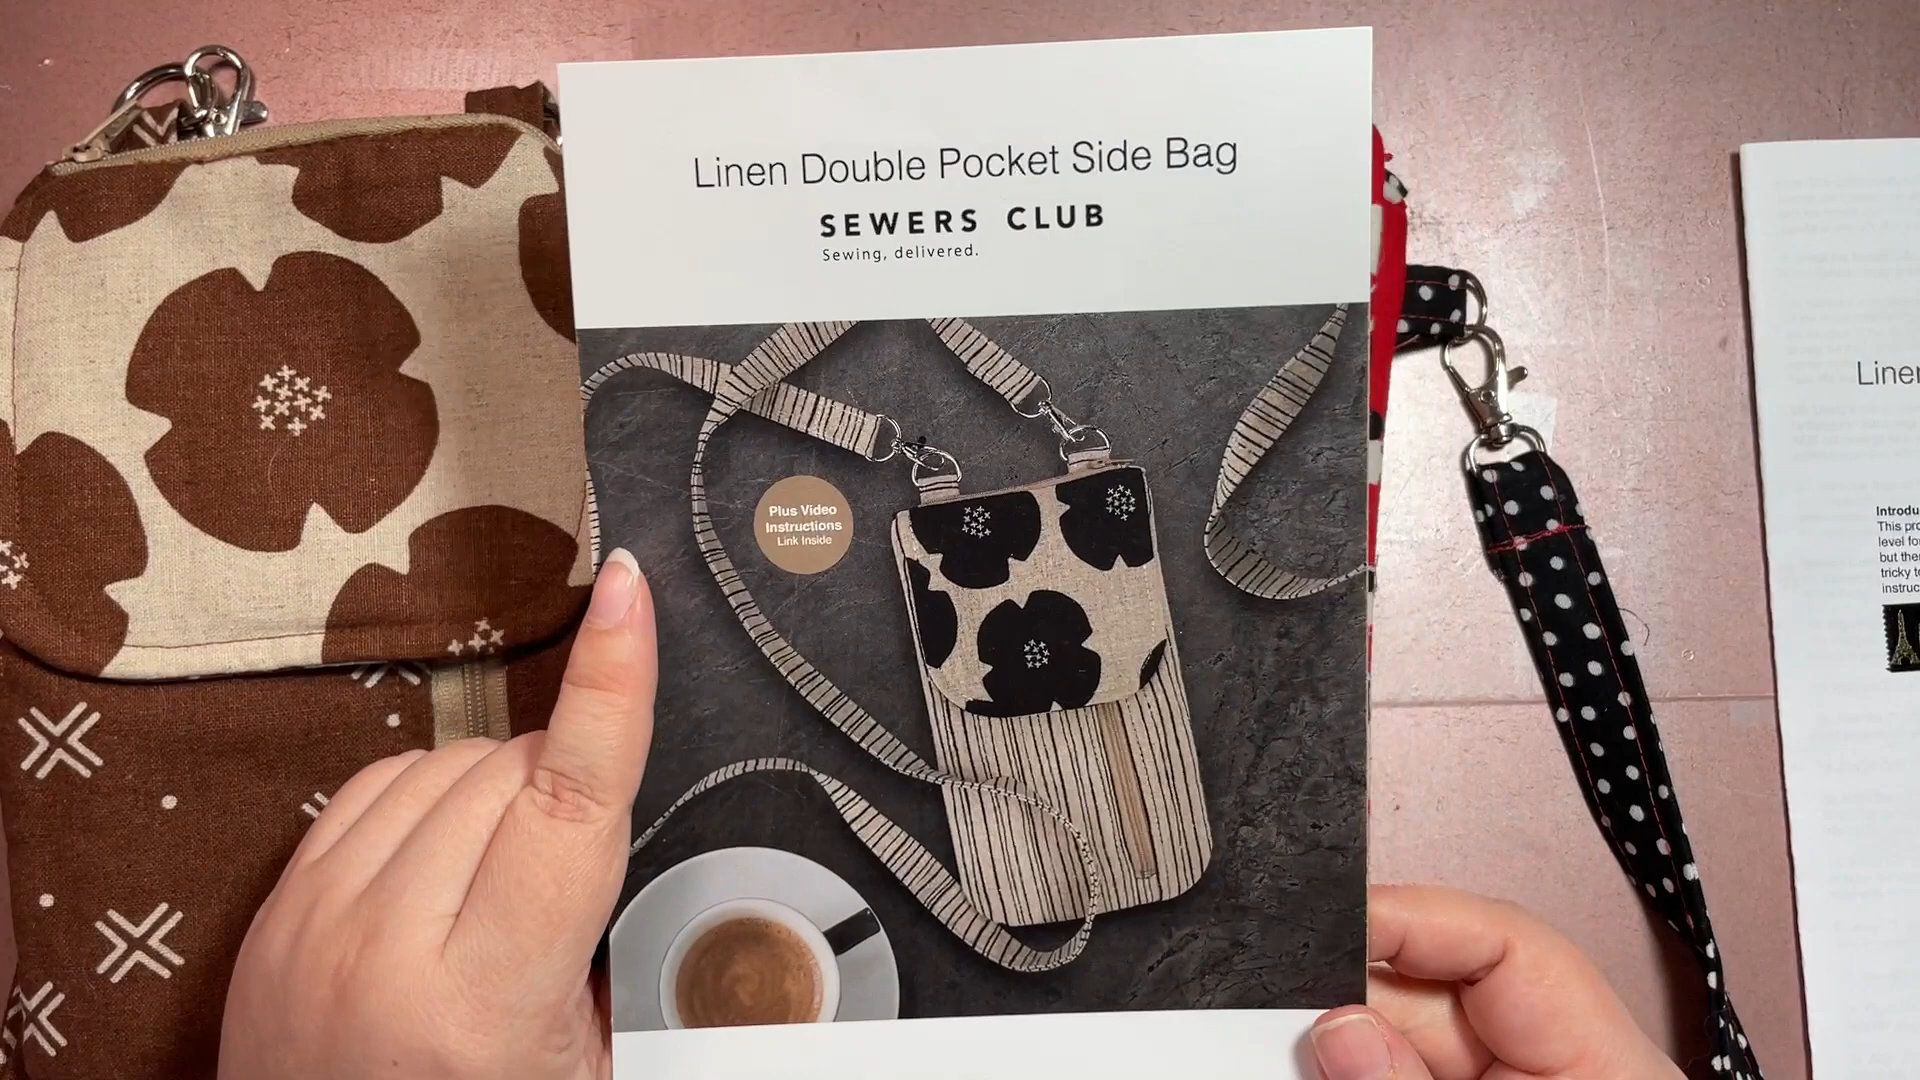 Linen Double Pocket Side Bag
SEWERS CLUB
Sewing, delivered.
Plus Video
Instructions
Link Inside
Linen
Introdu
This pro
level fo
but the
tricky t
instruc